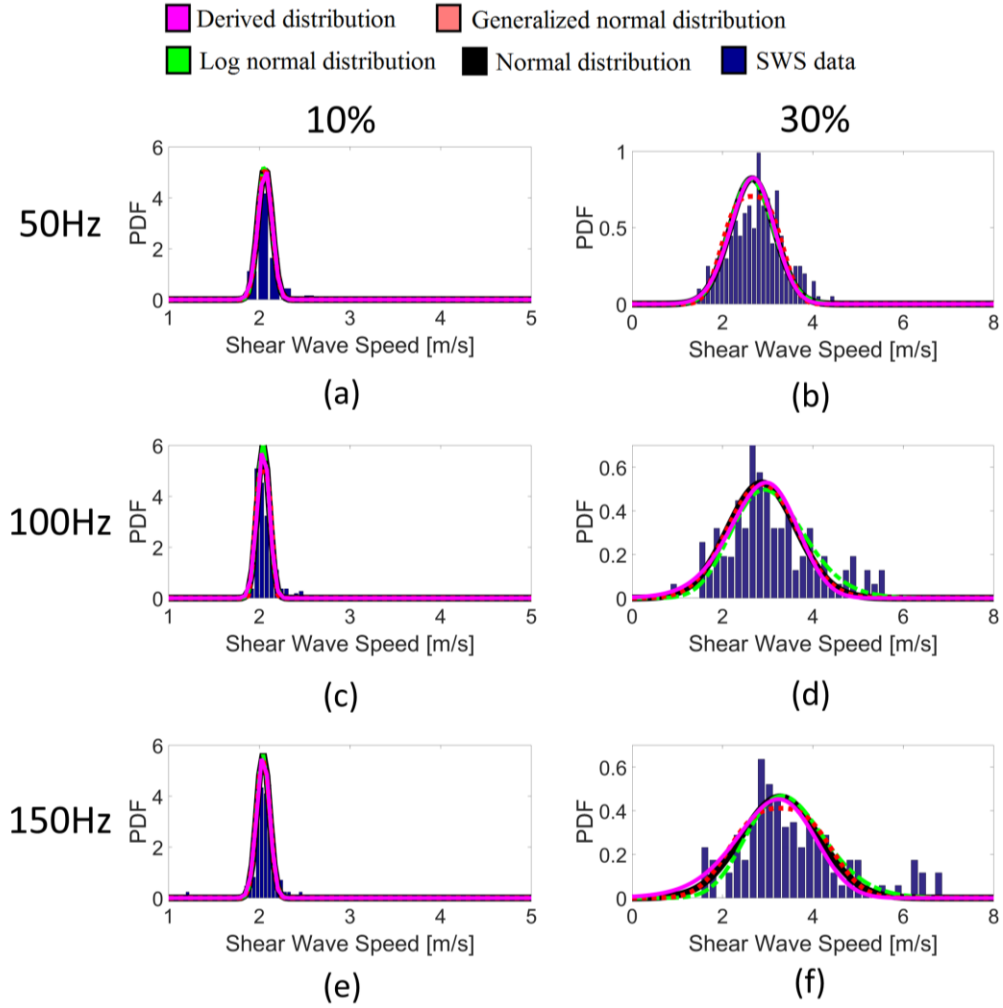 Derived distribution Generalized normal distribution
Log normal distribution Normal distribution SWS data
10% 30%
50Hz
PDF
6
4
2
0
1 2 3 4 5
Shear Wave Speed [m/s]
(a)
PDF
1
0.5
0
0 2 4 6 8
Shear Wave Speed [m/s]
(b)
100Hz
PDF
6
4
2
0
1 2 3 4 5
Shear Wave Speed [m/s]
(c)
PDF
0.6
0.4
0.2
0
0 2 4 6 8
Shear Wave Speed [m/s]
(d)
150Hz
PDF
6
4
2
0
1 2 3 4 5
Shear Wave Speed [m/s]
(e)
PDF
0.6
0.4
0.2
0
0 2 4 6 8
Shear Wave Speed [m/s]
(f)